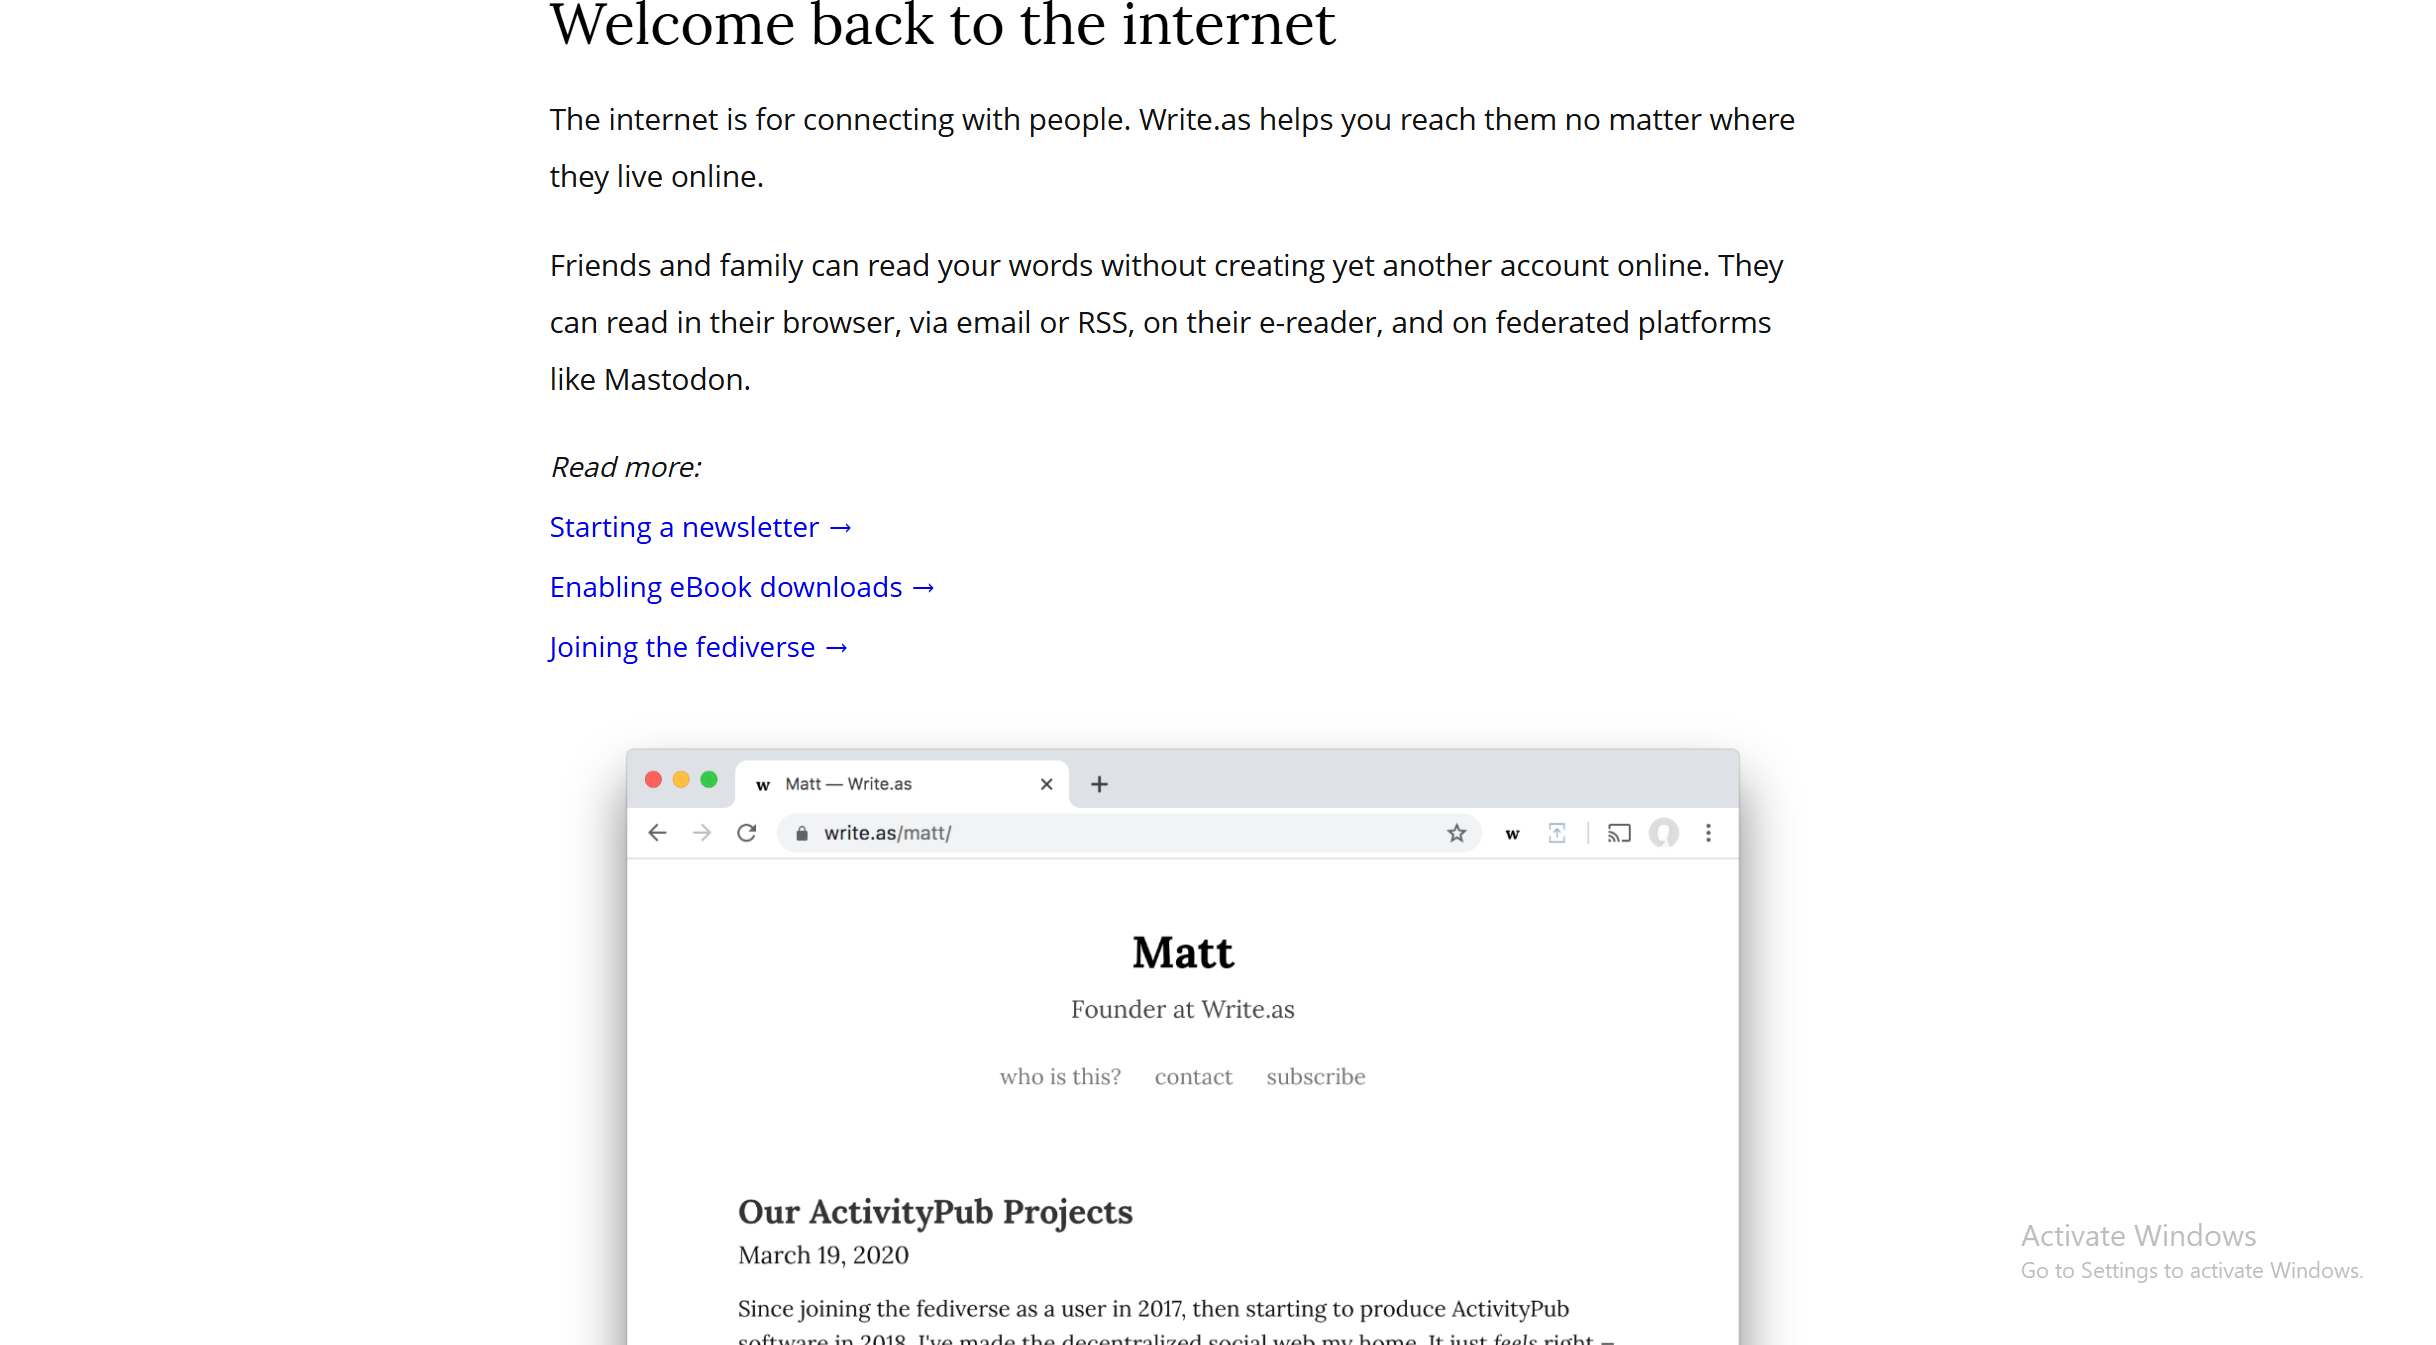 Welcome back to the internet
The internet is for connecting with people. Write.as helps you reach them no matter where
they live online.
Friends and family can read your words without creating yet another account online. They
can read in their browser, via email or RSS, on their e-reader, and on federated platforms
like Mastodon.
Read more:
Starting a newsletter →
Enabling eBook downloads →
Joining the fediverse →
w Matt — Write.as
write.as/matt/ w
Matt
Founder at Write.as
who is this? contact subscribe
Our ActivityPub Projects
March 19, 2020
Since joining the fediverse as a user in 2017, then starting to produce ActivityPub
software in 2018, I've made the decentralized social web my home. It just feels right —
Activate Windows
Go to Settings to activate Windows.